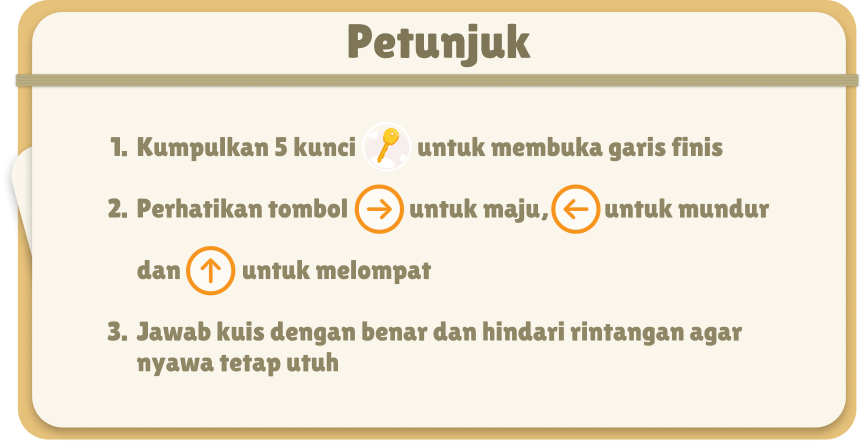 Petunjuk
1. Kumpulkan 5 kunci untuk membuka garis finis
2. Perhatikan tombol → untuk maju, ← untuk mundur
dan ↑ untuk melompat
3. Jawab kuis dengan benar dan hindari rintangan agar
nyawa tetap utuh